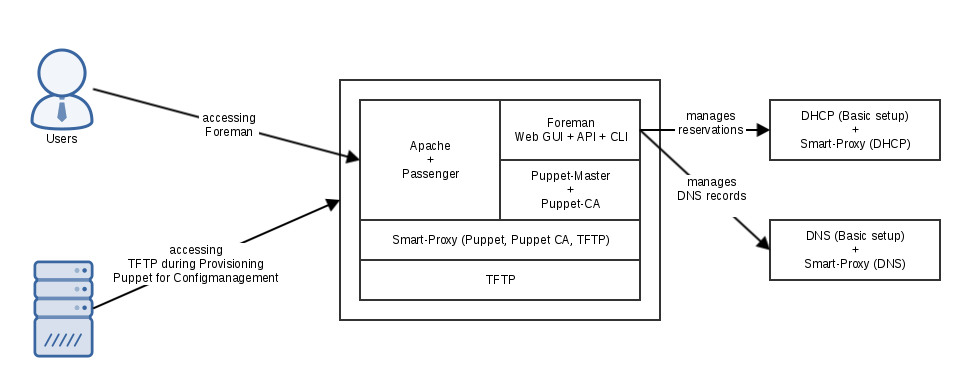 Users
accessing
Foreman
accessing
TFTP during Provisioning
Puppet for Configmanagement
Apache
+
Passenger
Foreman
Web GUI + API + CLI
Puppet-Master
+
Puppet-CA
Smart-Proxy (Puppet, Puppet CA, TFTP)
TFTP
manages
reservations
manages
DNS records
DHCP (Basic setup)
+
Smart-Proxy (DHCP)
DNS (Basic setup)
+
Smart-Proxy (DNS)